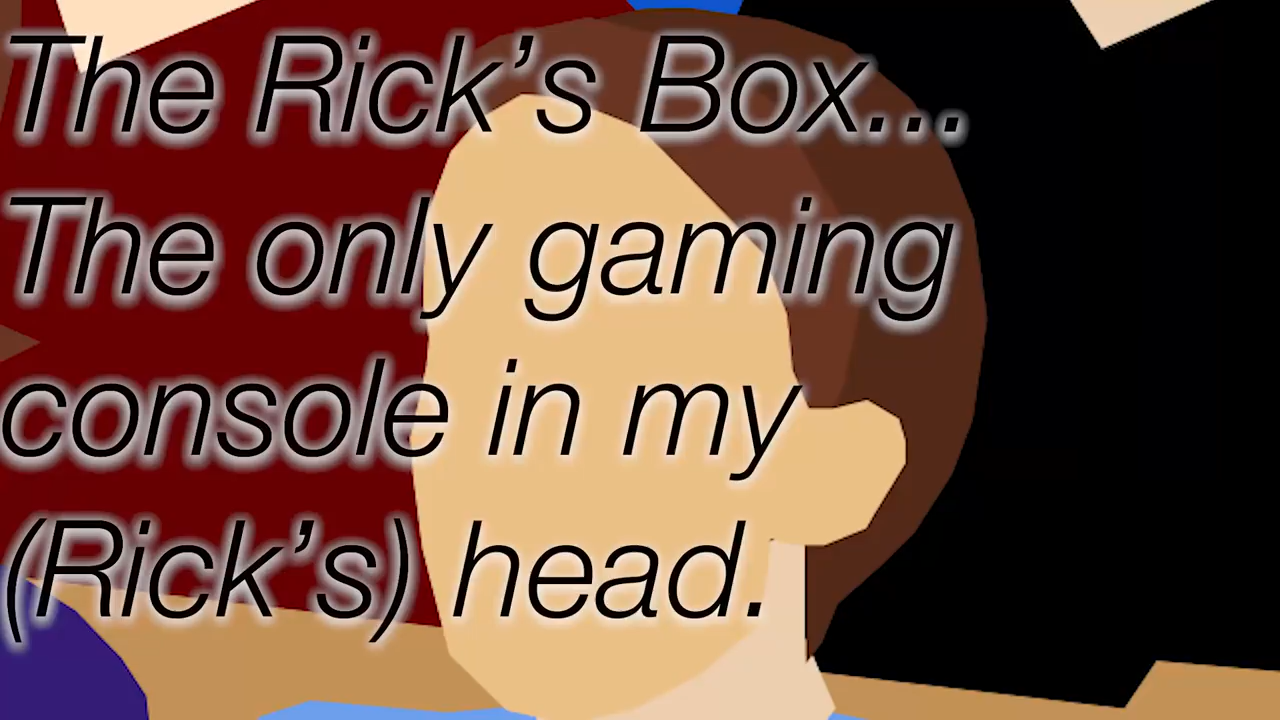 The Rick’s Box...
The only gaming
console in my
(Rick’s) head.